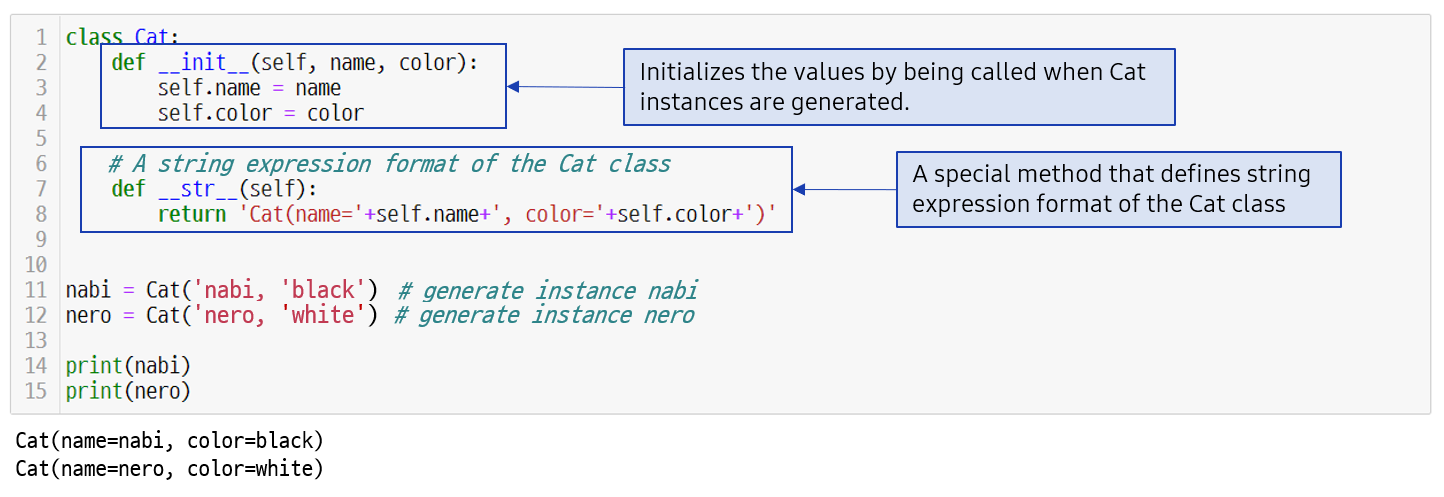 1 class Cat:
2 def __init__(self, name, color):
3 self.name = name
4 self.color = color
5
6 # A string expression format of the Cat class
7 def __str__(self):
8 return 'Cat(name='+self.name+', color='+self.color+')'
9
10
11 nabi = Cat('nabi, 'black') # generate instance nabi
12 nero = Cat('nero, 'white') # generate instance nero
13
14 print(nabi)
15 print(nero)
Initializes the values by being called when Cat
instances are generated.
A special method that defines string
expression format of the Cat class
Cat(name=nabi, color=black)
Cat(name=nero, color=white)